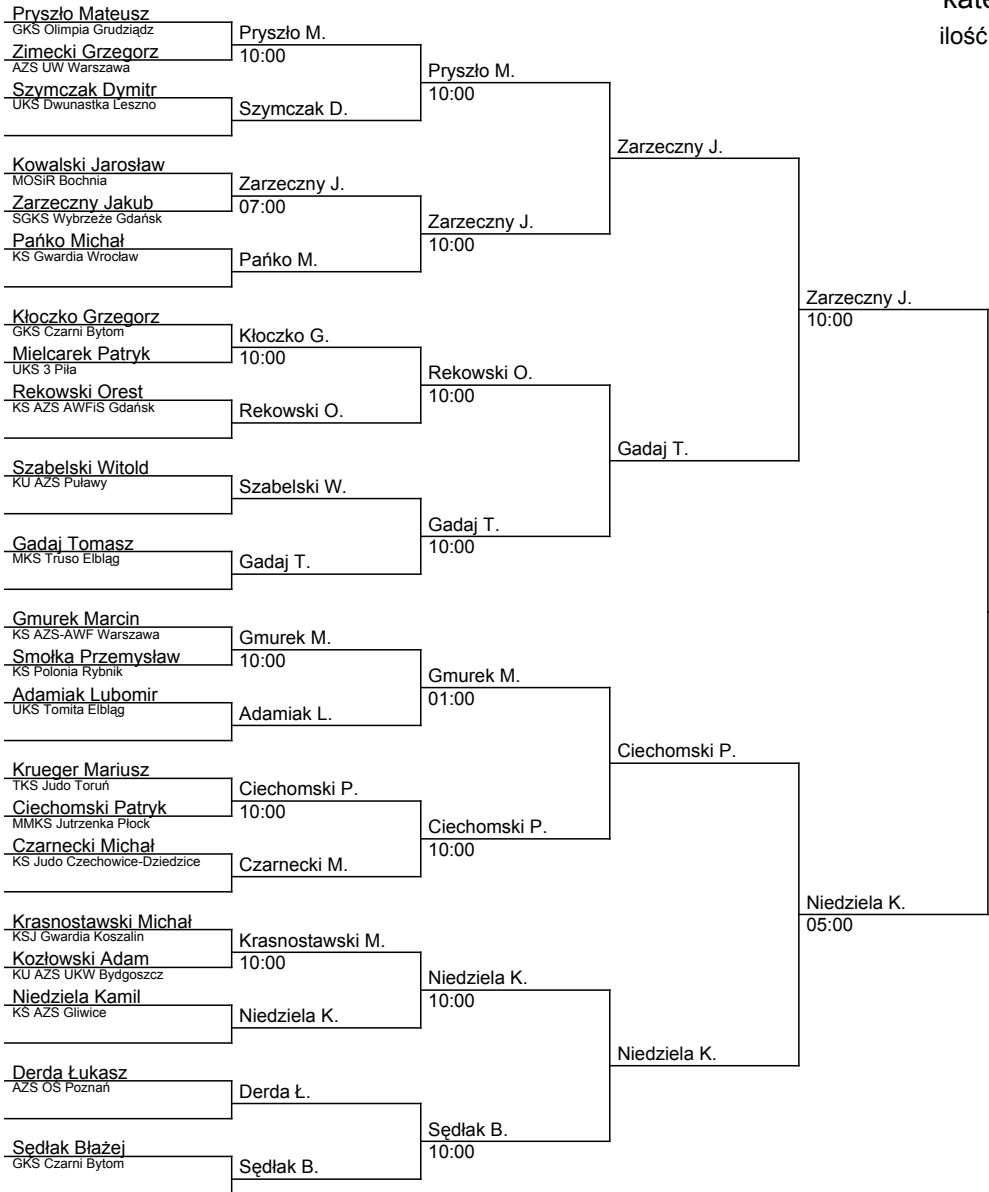 Pryszło Mateusz
GKS Olimpia Grudziądz
Zimecki Grzegorz
AZS UW Warszawa
Szymczak Dymitr
UKS Dwunastka Leszno
Kowalski Jarosław
MOSiR Bochnia
Zarzeczny Jakub
SGKS Wybrzeże Gdańsk
Pańko Michał
KS Gwardia Wrocław
Kłoczko Grzegorz
GKS Czarni Bytom
Mielcarek Patryk
UKS 3 Piła
Rekowski Orest
KS AZS AWFiS Gdańsk
Szabelski Witold
KU AZS Puławy
Gadaj Tomasz
MKS Truso Elbląg
Gmurek Marcin
KS AZS-AWF Warszawa
Smołka Przemysław
KS Polonia Rybnik
Adamiak Lubomir
UKS Tomita Elbląg
Krueger Mariusz
TKS Judo Toruń
Ciechomski Patryk
MMKS Jutrzenka Płock
Czarnecki Michał
KS Judo Czechowice-Dziedzice
Krasnostawski Michał
KSJ Gwardia Koszalin
Kozłowski Adam
KU AZS UKW Bydgoszcz
Niedziela Kamil
KS AZS Gliwice
Derda Łukasz
AZS OŚ Poznań
Sędłak Błażej
GKS Czarni Bytom
Pryszło M.
10:00
Szymczak D.
Zarzeczny J.
07:00
Pańko M.
Kłoczko G.
10:00
Rekowski O.
Szabelski W.
Gadaj T.
Gmurek M.
10:00
Adamiak L.
Ciechomski P.
10:00
Czarnecki M.
Krasnostawski M.
10:00
Niedziela K.
Derda Ł.
Sędłak B.
Pryszło M.
10:00
Zarzeczny J.
10:00
Rekowski O.
10:00
Gadaj T.
10:00
Gmurek M.
01:00
Ciechomski P.
10:00
Niedziela K.
10:00
Sędłak B.
10:00
Zarzeczny J.
Gadaj T.
Ciechomski P.
Niedziela K.
Zarzeczny J.
10:00
Niedziela K.
05:00
ilość